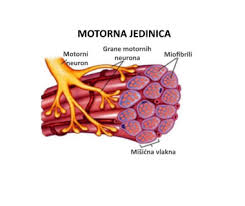 MOTORNA JEDINICA
Grane motornih
neurona
Motorni
neuron
Miofibrili
Mišićna vlakna